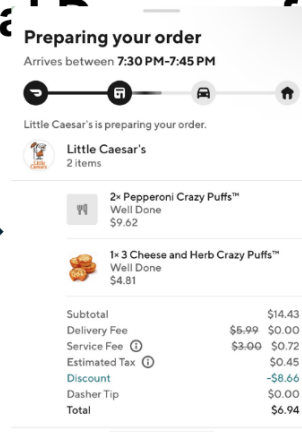 Preparing your order
Arrives between 7:30 PM-7:45 PM
Little Caesar's is preparing your order.
Little Caesar's
2 items
2× Pepperoni Crazy Puffs™
Well Done
$9.62
1× 3 Cheese and Herb Crazy Puffs™
Well Done
$4.81
Subtotal $14.43
Delivery Fee $5.99 $0.00
Service Fee $3.00 $0.72
Estimated Tax $0.45
Discount -$8.66
Dasher Tip $0.00
Total $6.94